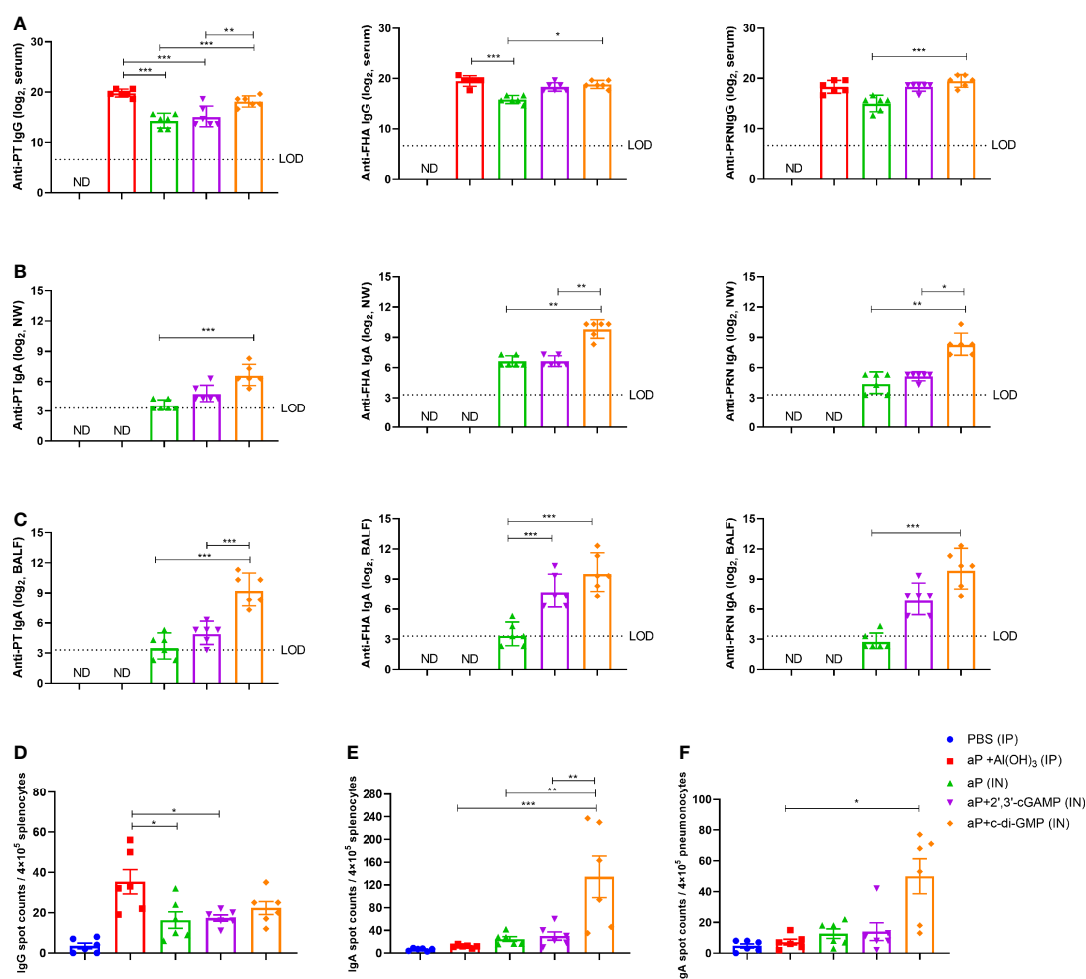 A
Anti-PT IgG (log2, serum)
30
20
10
0
ND
***
***
***
**
LOD
Anti-FHA IgG (log2, serum)
30
20
10
0
ND
***
*
LOD
Anti-PRNIgG (log2, serum)
30
20
10
0
ND
***
LOD
B
Anti-PT IgA (log2, NW)
15
12
9
6
3
0
ND
ND
***
LOD
Anti-FHA IgA (log2, NW)
15
12
9
6
3
0
ND
ND
**
**
LOD
Anti-PRN IgA (log2, NW)
15
12
9
6
3
0
ND
ND
**
*
LOD
C
Anti-PT IgA (log2, BALF)
15
12
9
6
3
0
ND
ND
***
***
LOD
Anti-FHA IgA (log2, BALF)
15
12
9
6
3
0
ND
ND
***
***
LOD
Anti-PRN IgA (log2, BALF)
15
12
9
6
3
0
ND
ND
***
LOD
D
IgG spot counts / 4×10⁵ splenocytes
80
60
40
20
0
*
*
E
IgA spot counts / 4×10⁵ splenocytes
280
240
200
160
120
80
40
0
***
**
**
F
gA spot counts / 4×10⁵ pneumonocytes
100
80
60
40
20
0
*
PBS (IP)
aP +Al(OH)3 (IP)
aP (IN)
aP+2',3'-cGAMP (IN)
aP+c-di-GMP (IN)